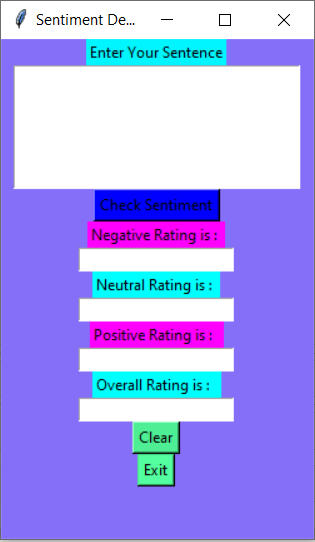 Sentiment De...
Enter Your Sentence
Check Sentiment
Negative Rating is :
Neutral Rating is :
Positive Rating is :
Overall Rating is :
Clear
Exit